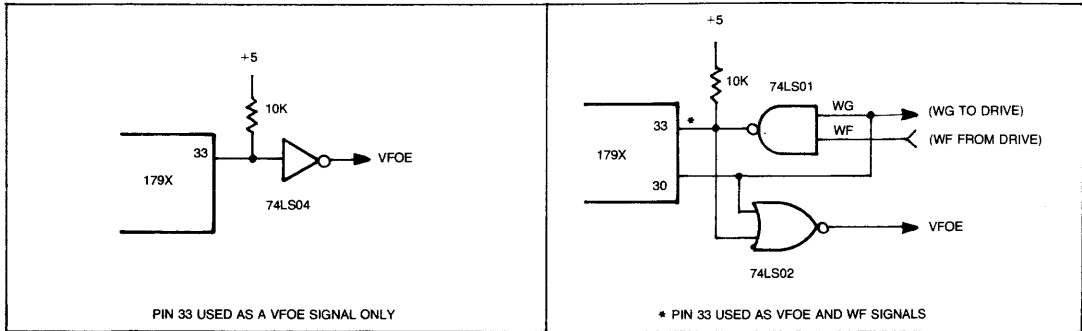 +5
10K
33
179X
VFOE
74LS04
PIN 33 USED AS A VFOE SIGNAL ONLY
+5
10K
74LS01
WG
(WG TO DRIVE)
33
*
WF
(WF FROM DRIVE)
179X
30
VFOE
74LS02
* PIN 33 USED AS VFOE AND WF SIGNALS